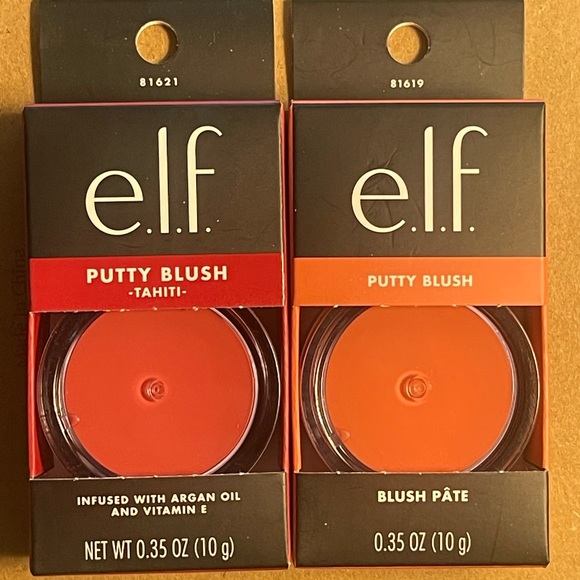 81621
e.l.f.
PUTTY BLUSH
-TAHITI-
INFUSED WITH ARGAN OIL
AND VITAMIN E
NET WT 0.35 OZ (10 g)
81619
e.l.f.
PUTTY BLUSH
BLUSH PÂTE
0.35 OZ (10 g)